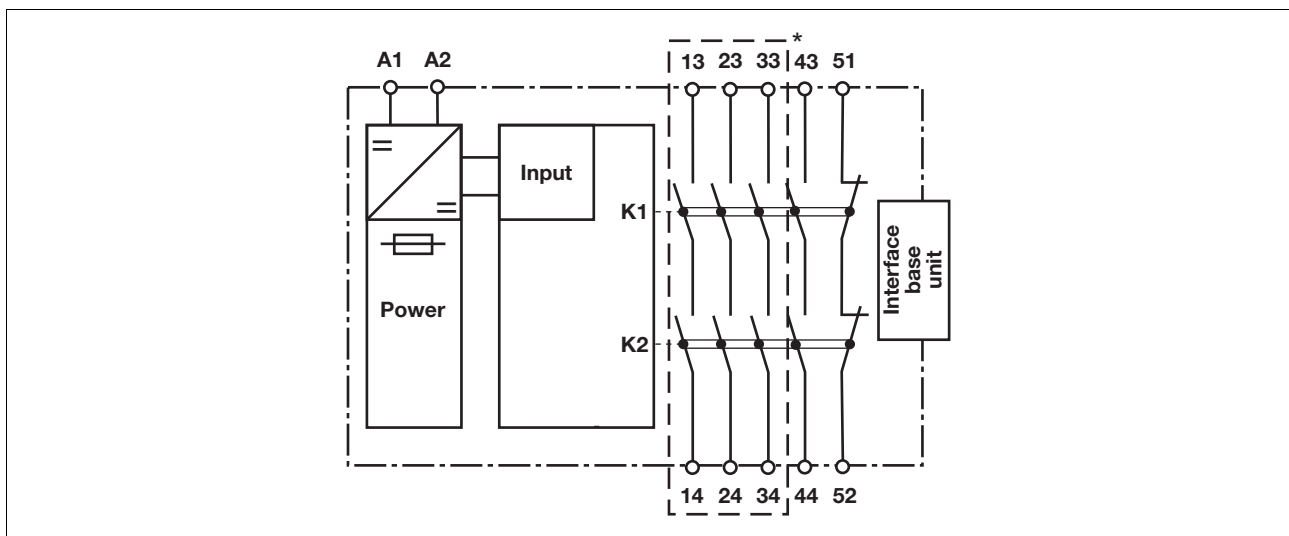 *
A1 A2 13 23 33 43 51
Input
K1
Power
K2
Interface
base
unit
14 24 34 44 52